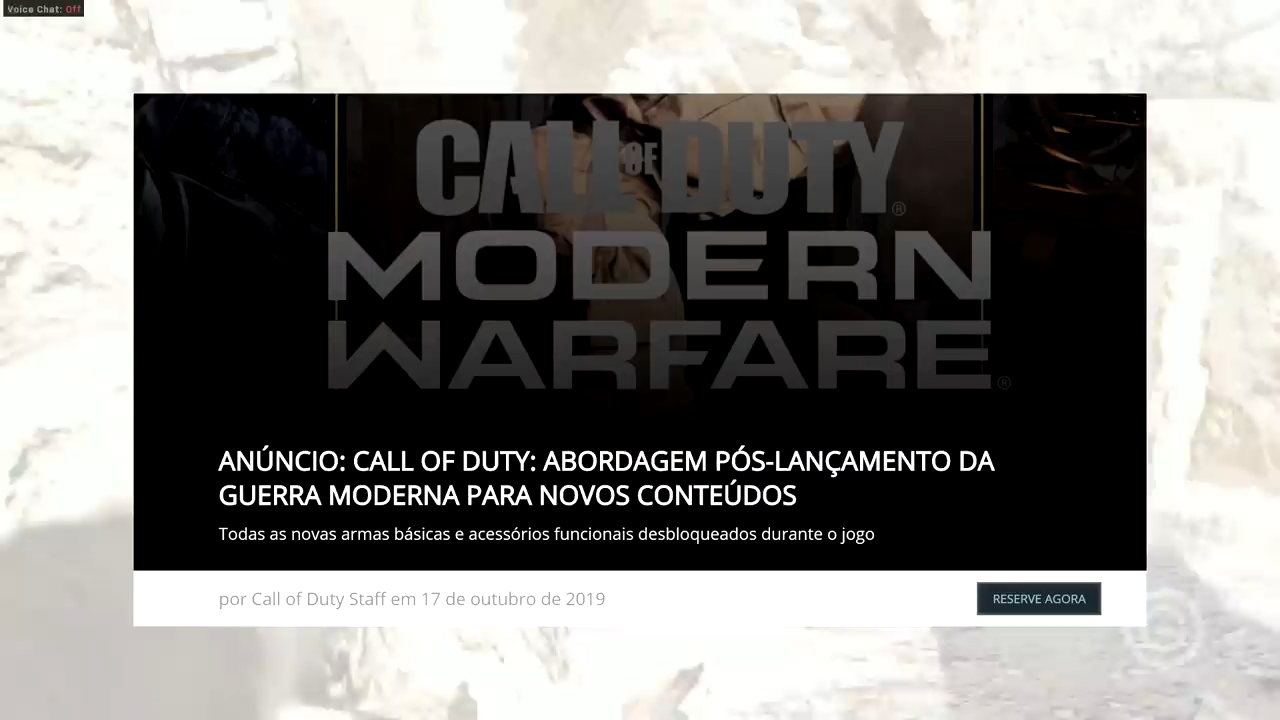 Voice Chat: Off
CALL OF DUTY®
MODERN
WARFARE®
ANÚNCIO: CALL OF DUTY: ABORDAGEM PÓS-LANÇAMENTO DA
GUERRA MODERNA PARA NOVOS CONTEÚDOS
Todas as novas armas básicas e acessórios funcionais desbloqueados durante o jogo
por Call of Duty Staff em 17 de outubro de 2019
RESERVE AGORA